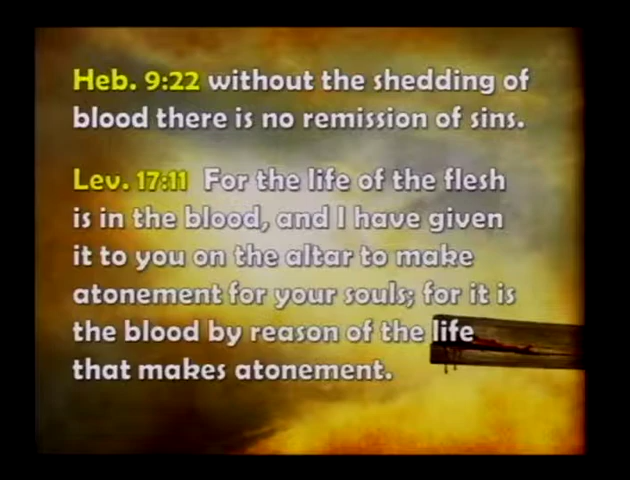 Heb. 9:22 without the shedding of
blood there is no remission of sins.
Lev. 17:11 For the life of the flesh
is in the blood, and I have given
it to you on the altar to make
atonement for your souls; for it is
the blood by reason of the life
that makes atonement.